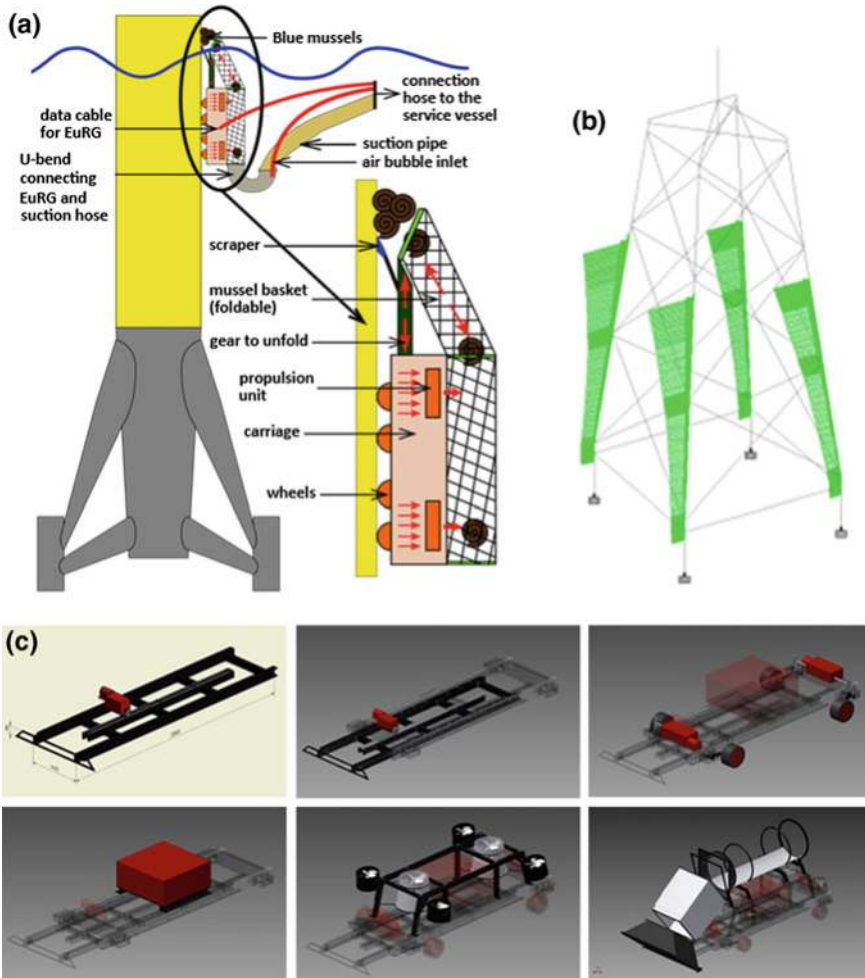 (a)
Blue mussels
data cable
for EuRG
connection
hose to the
service vessel
U-bend
connecting
EuRG and
suction hose
suction pipe
air bubble inlet
scraper
mussel basket
(foldable)
gear to unfold
propulsion
unit
carriage
wheels
(b)
(c)